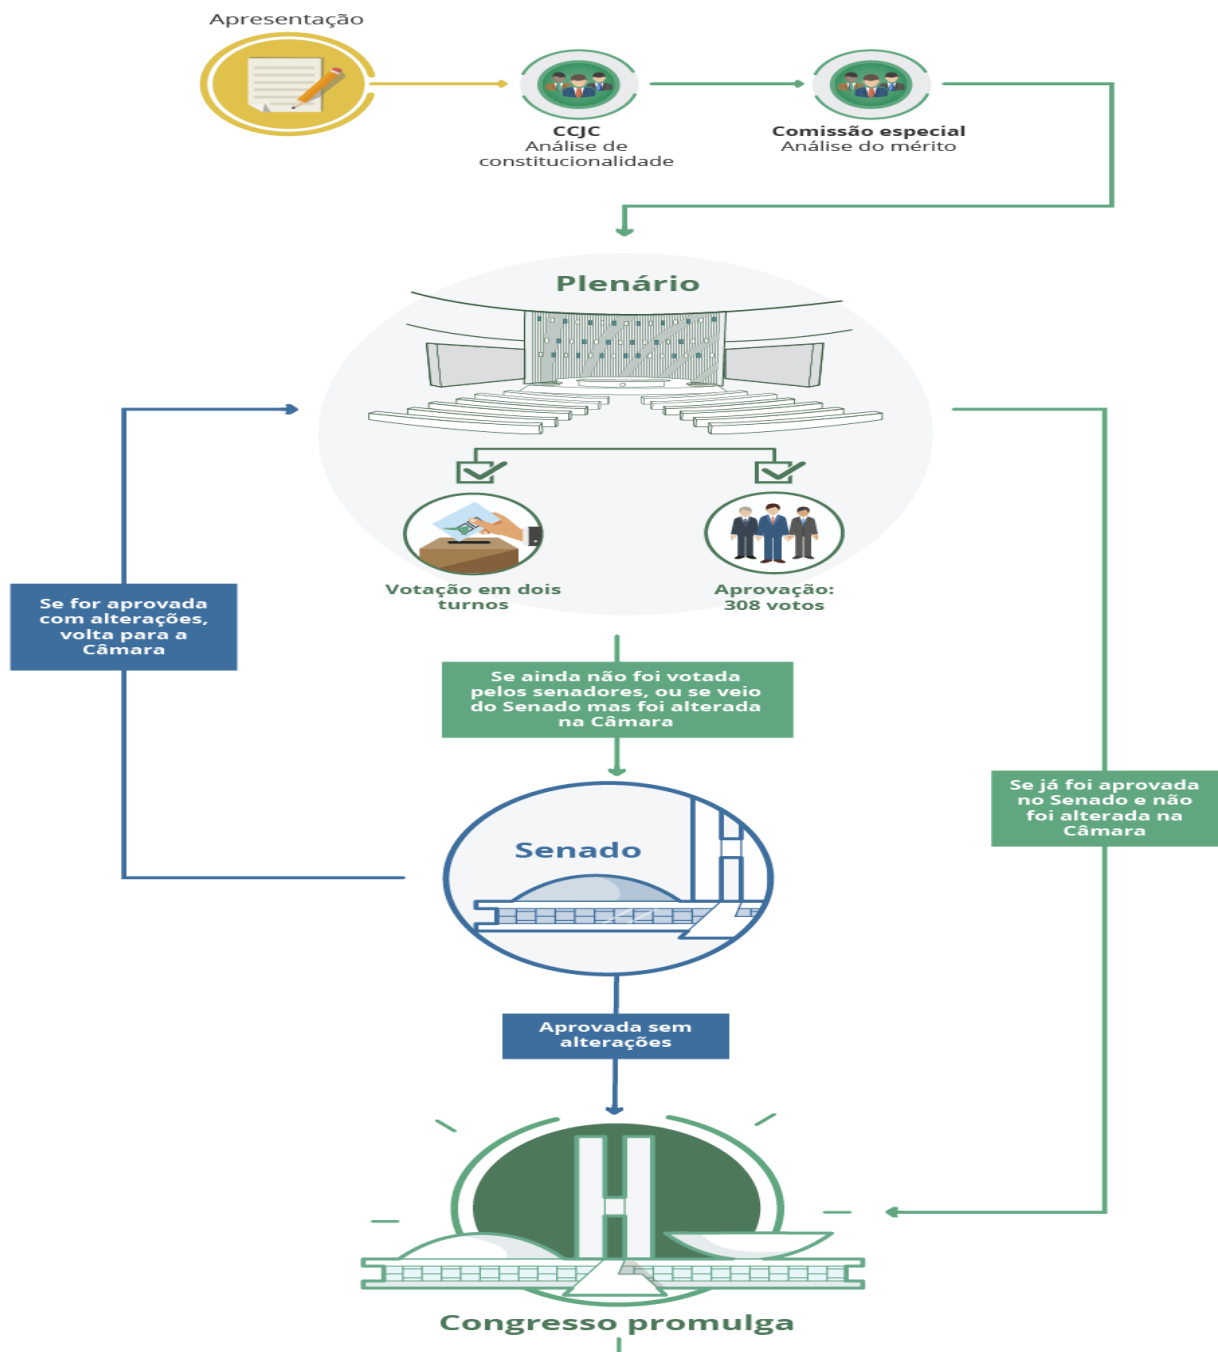 Apresentação
CCJC
Análise de
constitucionalidade
Comissão especial
Análise do mérito
Plenário
Votação em dois
turnos
Aprovação:
308 votos
Se for aprovada
com alterações,
volta para a
Câmara
Se ainda não foi votada
pelos senadores, ou se veio
do Senado mas foi alterada
na Câmara
Se já foi aprovada
no Senado e não
foi alterada na
Câmara
Senado
Aprovada sem
alterações
Congresso promulga